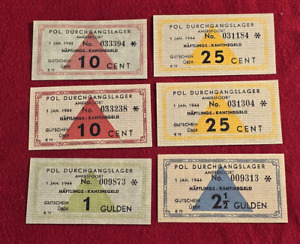 POL DURCHGANGSLAGER
AMERSFOORT
1 JAN. 1944 No. 033394 *
HÄFTLINGS-KANTINEGELD
GUTSCHEIN
Über 10 CENT
POL DURCHGANGSLAGER
AMERSFOORT
1 JAN. 1944 No. 031184 *
HÄFTLINGS-KANTINEGELD
GUTSCHEIN
Über 25 CENT
POL DURCHGANGSLAGER
AMERSFOORT
1 JAN. 1944 No. 033238 *
HÄFTLINGS-KANTINEGELD
GUTSCHEIN
Über 10 CENT
POL DURCHGANGSLAGER
AMERSFOORT
1 JAN. 1944 No. 031304 *
HÄFTLINGS-KANTINEGELD
GUTSCHEIN
Über 25 CENT
POL DURCHGANGSLAGER
AMERSFOORT
1 JAN. 1944 No. 009873 *
HÄFTLINGS-KANTINEGELD
GUTSCHEIN
Über 1 GULDEN
POL DURCHGANGSLAGER
AMERSFOORT
1 JAN. 1944 No. 009313 *
HÄFTLINGS-KANTINEGELD
GUTSCHEIN
Über 2½ GULDEN